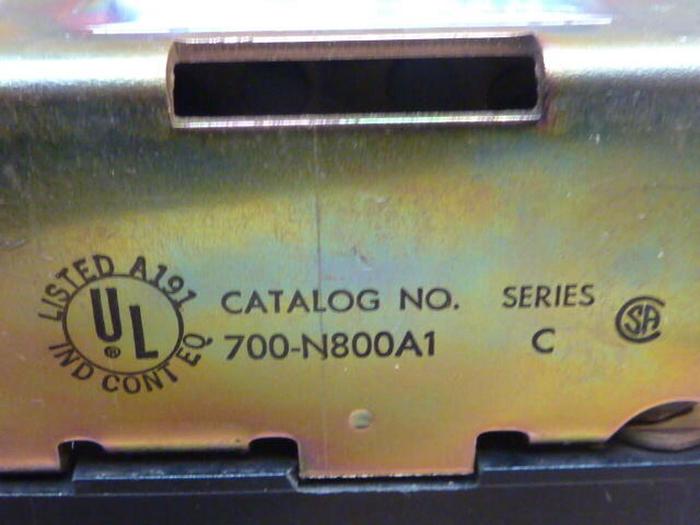 LISTED A191
UL
®
IND CONT EQ.
CATALOG NO. SERIES
700-N800A1 C
SA